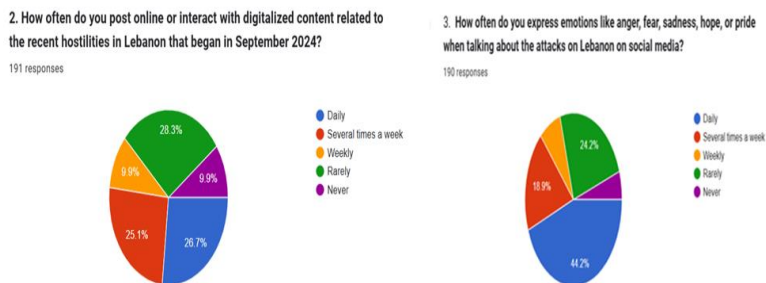 2. How often do you post online or interact with digitalized content related to
the recent hostilities in Lebanon that began in September 2024?
191 responses
28.3%
9.9%
9.9%
25.1%
26.7%
Daily
Several times a week
Weekly
Rarely
Never
3. How often do you express emotions like anger, fear, sadness, hope, or pride
when talking about the attacks on Lebanon on social media?
190 responses
24.2%
18.9%
44.2%
Daily
Several times a week
Weekly
Rarely
Never